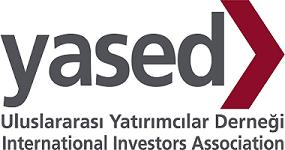 yased
Uluslararası Yatırımcılar Derneği
International Investors Association